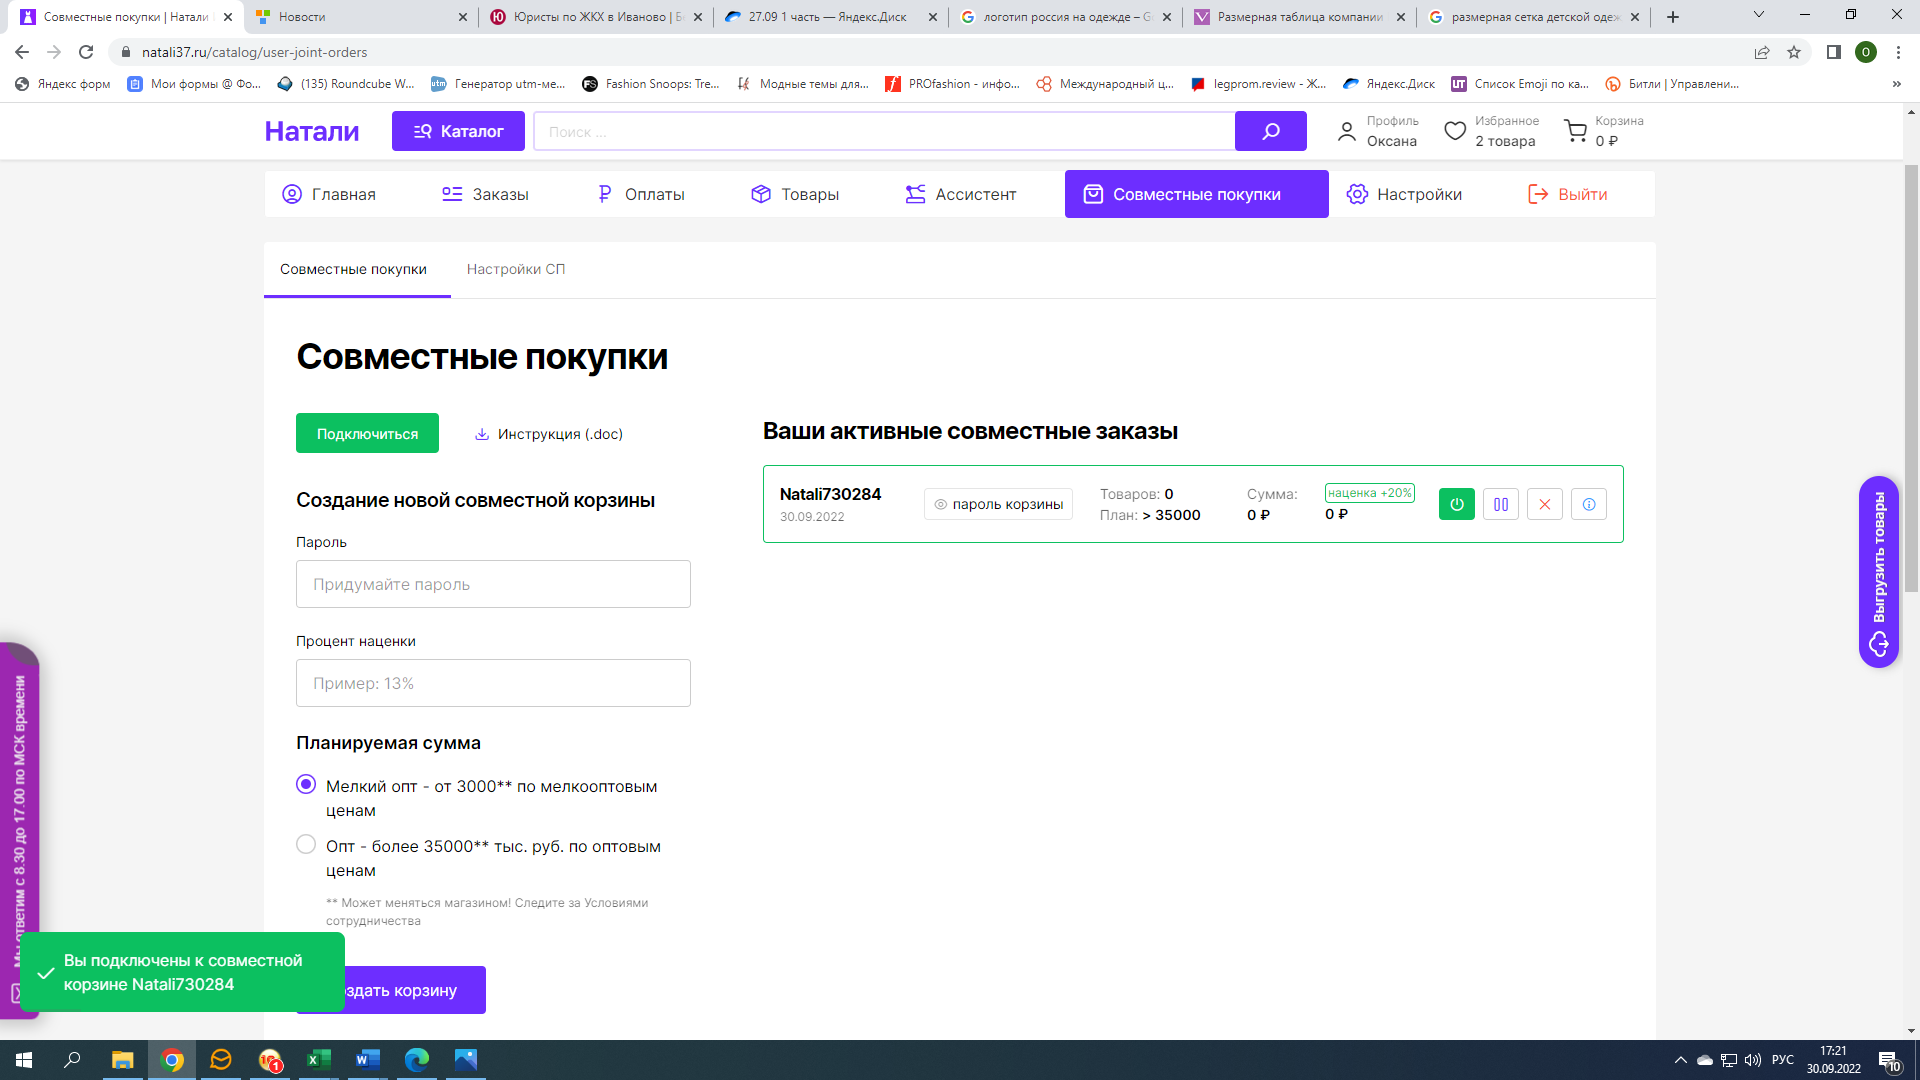 Совместные покупки | Натали
Новости
Юристы по ЖКХ в Иваново | Б
27.09 1 часть — Яндекс.Диск
логотип россия на одежде – G
Размерная таблица компании
размерная сетка детской одеж
natali37.ru/catalog/user-joint-orders
О
Яндекс форм
Мои формы @ Фо...
(135) Roundcube W...
Генератор utm-ме...
Fashion Snoops: Tre...
Модные темы для...
PROfashion - инфо...
Международный ц...
legprom.review - Ж...
Яндекс.Диск
Список Emoji по ка...
Битли | Управлени...
»
Натали
Каталог
Поиск ...
Профиль
Оксана
Избранное
2 товара
Корзина
0 ₽
Главная
Заказы
Оплаты
Товары
Ассистент
Совместные покупки
Настройки
Выйти
Совместные покупки
Настройки СП
Совместные покупки
Подключиться
Инструкция (.doc)
Создание новой совместной корзины
Пароль
Придумайте пароль
Процент наценки
Пример: 13%
Планируемая сумма
Мелкий опт - от 3000** по мелкооптовым
ценам
Опт - более 35000** тыс. руб. по оптовым
ценам
** Может меняться магазином! Следите за Условиями
сотрудничества
здать корзину
Ваши активные совместные заказы
Natali730284
30.09.2022
пароль корзины
Товаров: 0
План: > 35000
Сумма:
0 ₽
наценка +20%
0 ₽
Выгрузить товары
Мы ответим с 8.30 до 17.00 по МСК времени
Вы подключены к совместной
корзине Natali730284
1
РУС
17:21
30.09.2022
10